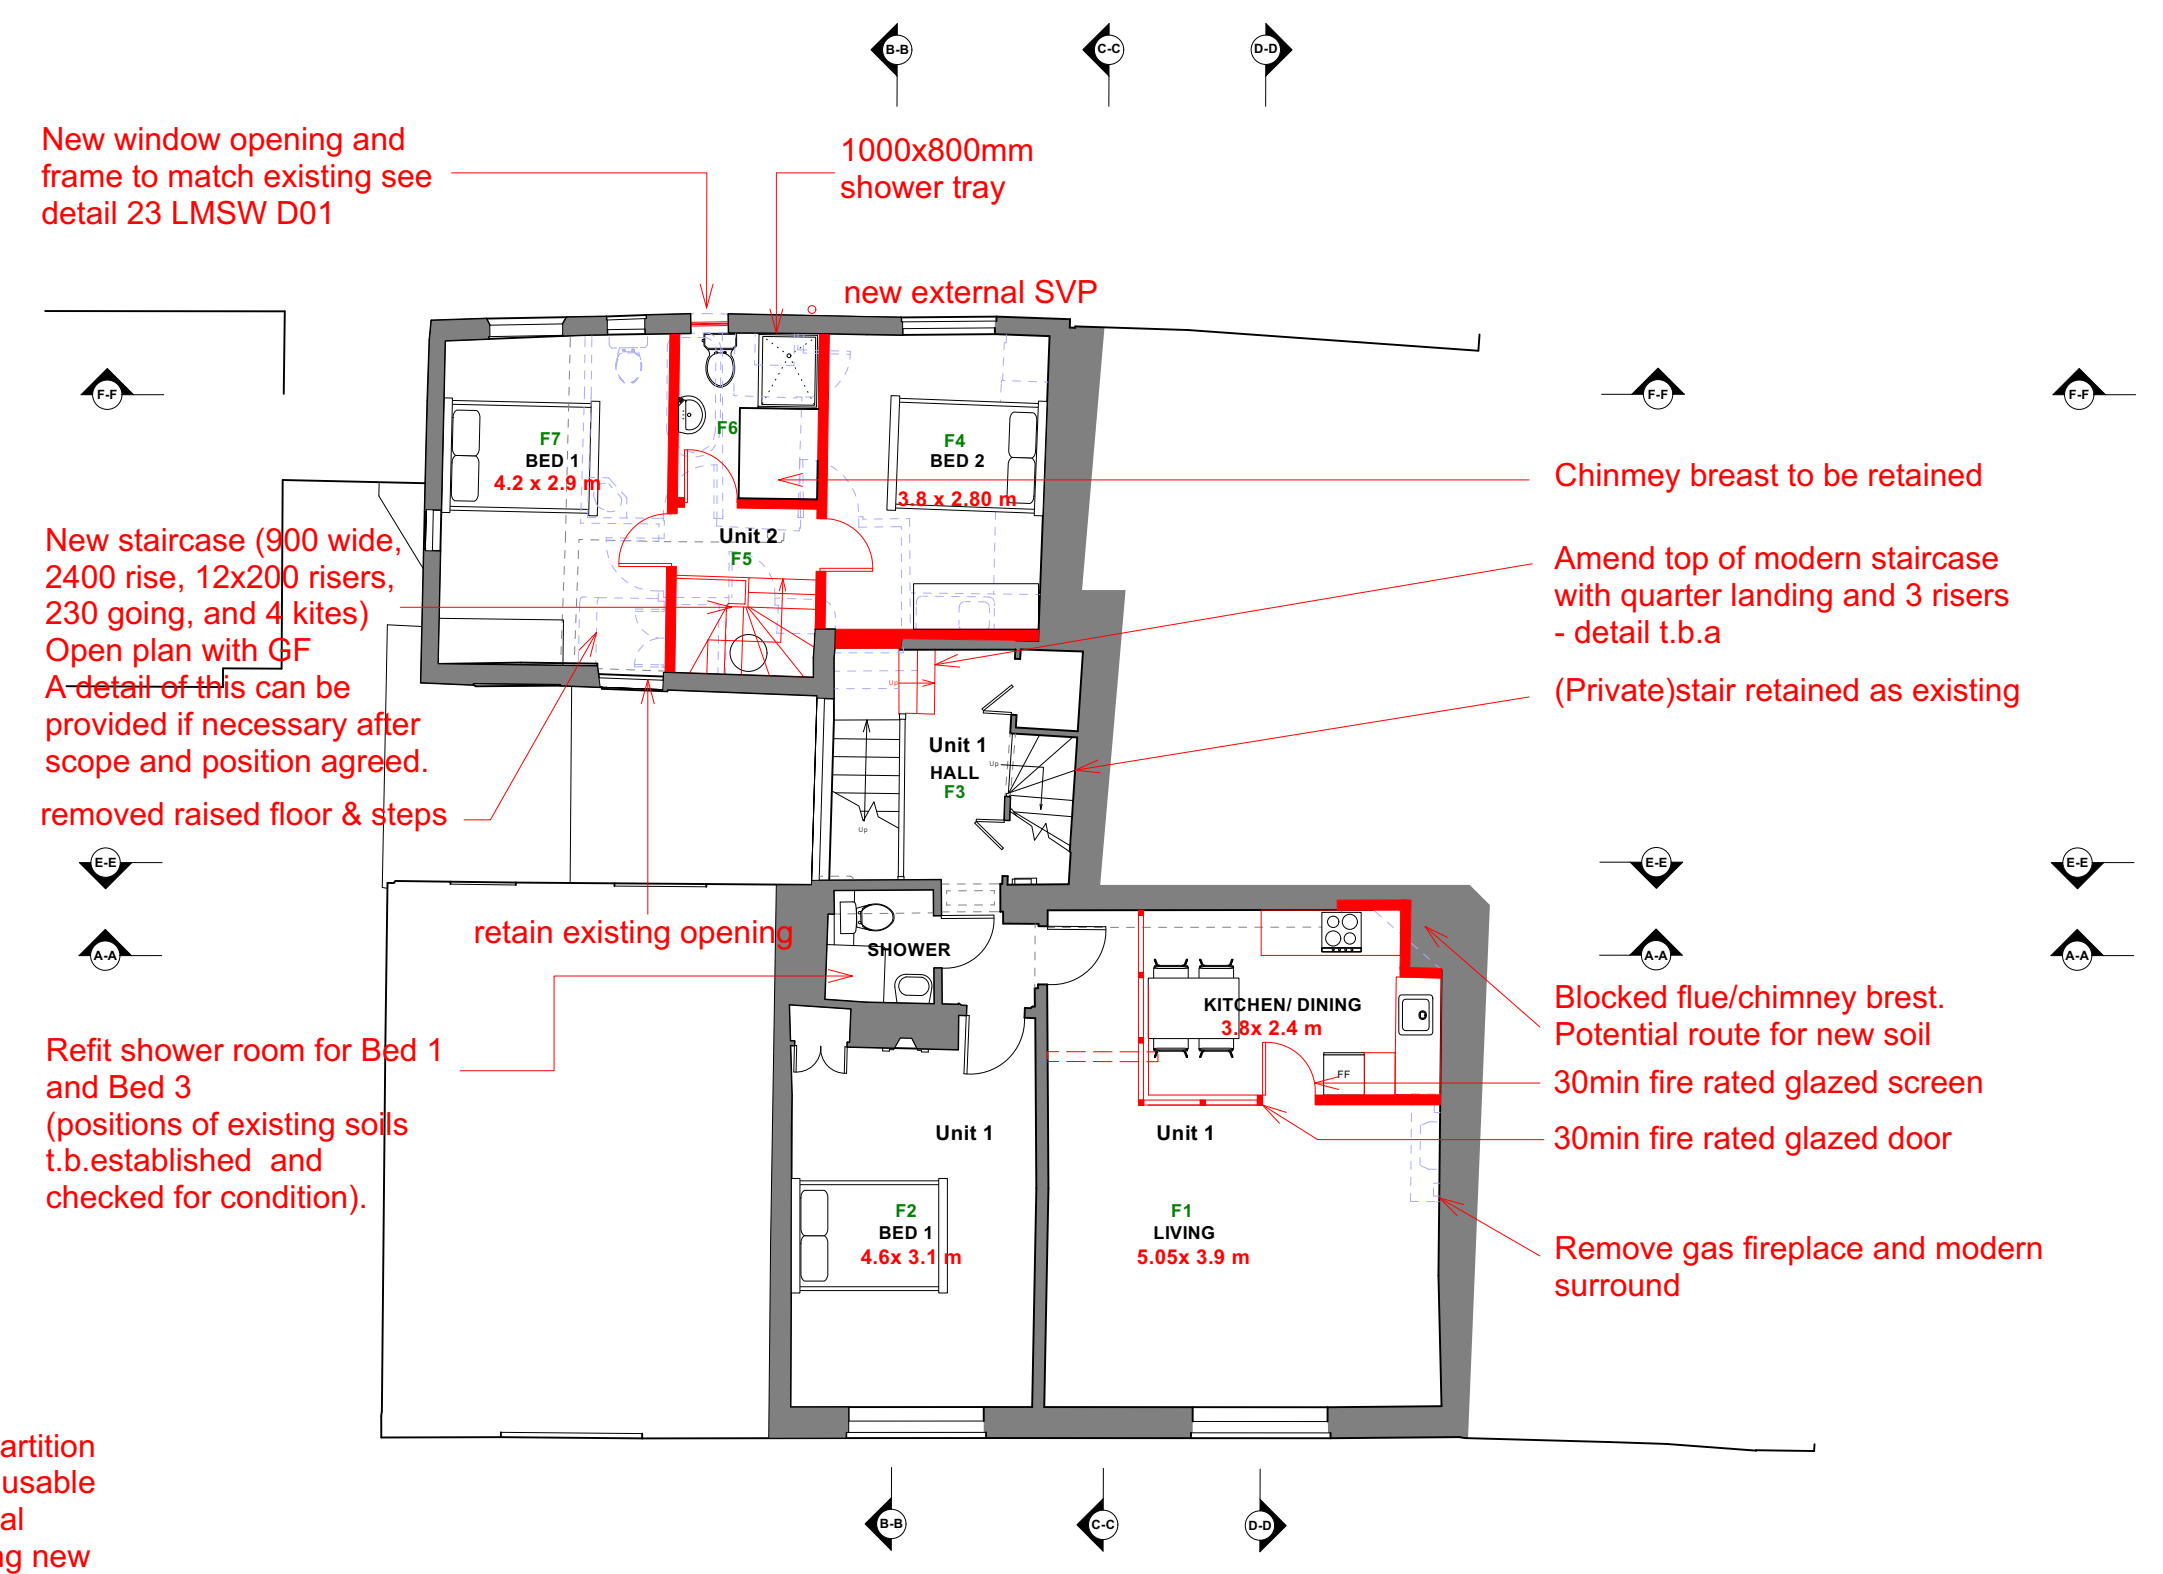 B-B
C-C
D-D
New window opening and
frame to match existing see
detail 23 LMSW D01
1000x800mm
shower tray
new external SVP
F-F
F-F
F-F
F7
BED 1
4.2 x 2.9 m
F6
F4
BED 2
3.8 x 2.80 m
Chinmey breast to be retained
New staircase (900 wide,
2400 rise, 12x200 risers,
230 going, and 4 kites)
Open plan with GF
A detail of this can be
provided if necessary after
scope and position agreed.
Unit 2
F5
Amend top of modern staircase
with quarter landing and 3 risers
- detail t.b.a
(Private)stair retained as existing
Up
Unit 1
HALL
F3
Up
Up
removed raised floor & steps
E-E
E-E
E-E
retain existing opening
A-A
A-A
A-A
SHOWER
KITCHEN/ DINING
3.8x 2.4 m
FF
Blocked flue/chimney brest.
Potential route for new soil
30min fire rated glazed screen
30min fire rated glazed door
Refit shower room for Bed 1
and Bed 3
(positions of existing soils
t.b.established and
checked for condition).
Unit 1
Unit 1
F2
BED 1
4.6x 3.1 m
F1
LIVING
5.05x 3.9 m
Remove gas fireplace and modern
surround
artition
usable
al
ng new
B-B
C-C
D-D